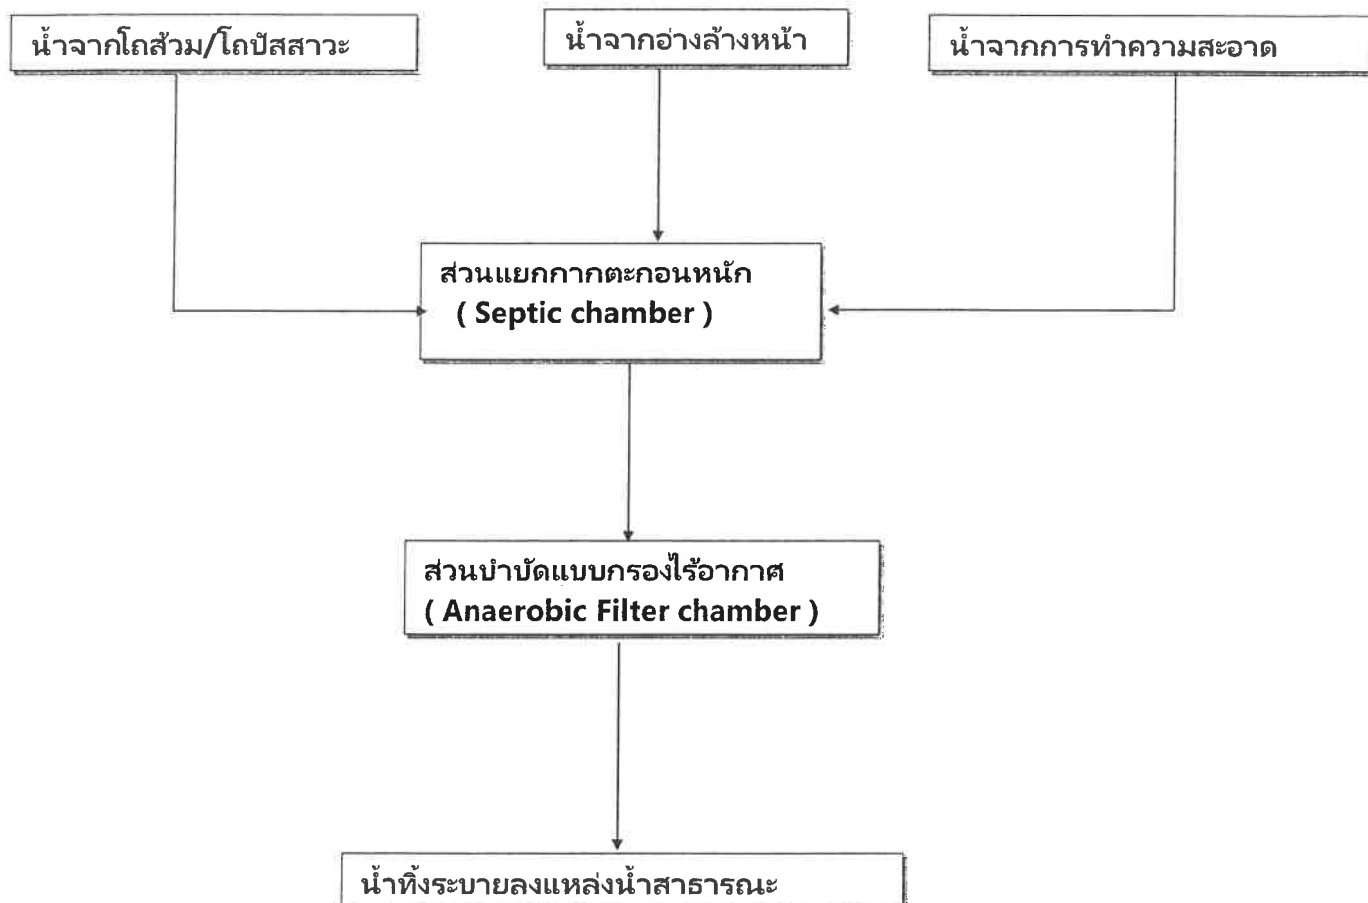 น้ำจากโถส้วม/โถปัสสาวะ
น้ำจากอ่างล้างหน้า
น้ำจากการทำความสะอาด
ส่วนแยกกากตะกอนหนัก
( Septic chamber )
ส่วนบำบัดแบบกรองไร้อากาศ
( Anaerobic Filter chamber )
น้ำทิ้งระบายลงแหล่งน้ำสาธารณะ